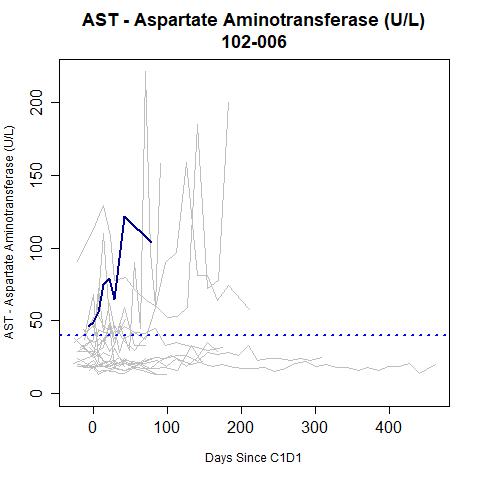 AST - Aspartate Aminotransferase (U/L)
102-006
AST - Aspartate Aminotransferase (U/L)
200
150
100
50
0
0 100 200 300 400
Days Since C1D1